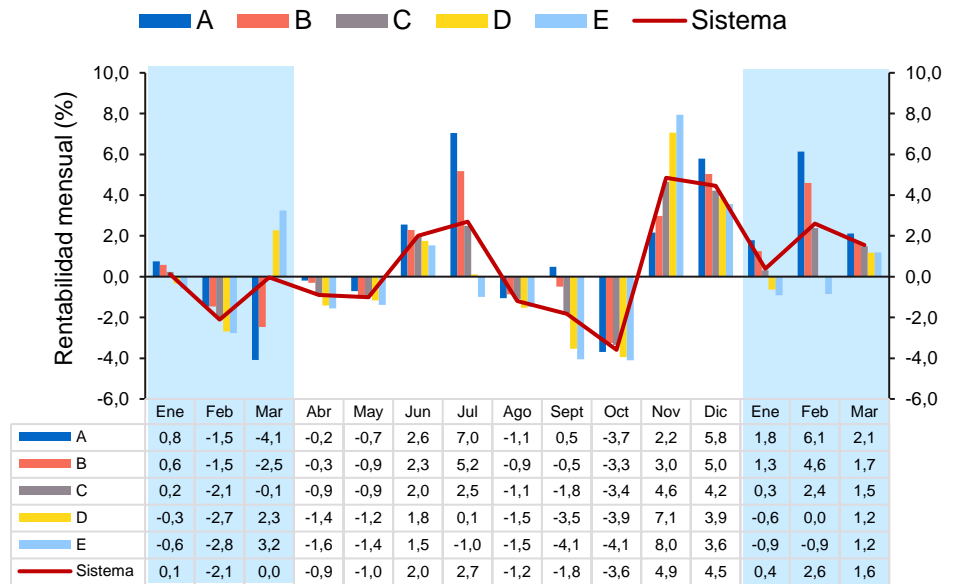 A B C D E Sistema
Rentabilidad mensual (%)
10,0 10,0
8,0 8,0
6,0 6,0
4,0 4,0
2,0 2,0
0,0 0,0
-2,0 -2,0
-4,0 -4,0
-6,0 -6,0
Ene Feb Mar Abr May Jun Jul Ago Sept Oct Nov Dic Ene Feb Mar
A 0,8 -1,5 -4,1 -0,2 -0,7 2,6 7,0 -1,1 0,5 -3,7 2,2 5,8 1,8 6,1 2,1
B 0,6 -1,5 -2,5 -0,3 -0,9 2,3 5,2 -0,9 -0,5 -3,3 3,0 5,0 1,3 4,6 1,7
C 0,2 -2,1 -0,1 -0,9 -0,9 2,0 2,5 -1,1 -1,8 -3,4 4,6 4,2 0,3 2,4 1,5
D -0,3 -2,7 2,3 -1,4 -1,2 1,8 0,1 -1,5 -3,5 -3,9 7,1 3,9 -0,6 0,0 1,2
E -0,6 -2,8 3,2 -1,6 -1,4 1,5 -1,0 -1,5 -4,1 -4,1 8,0 3,6 -0,9 -0,9 1,2
Sistema 0,1 -2,1 0,0 -0,9 -1,0 2,0 2,7 -1,2 -1,8 -3,6 4,9 4,5 0,4 2,6 1,6